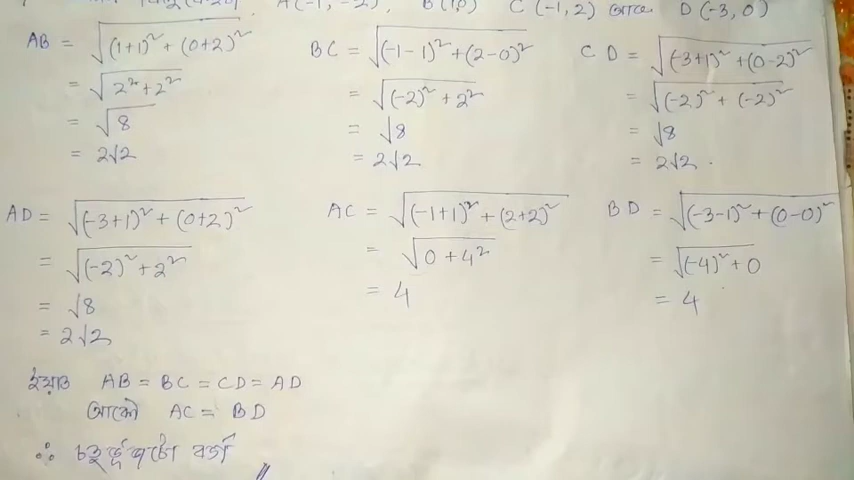 A(-1, -2), B(1,0) C(-1,2) আৰু D(-3,0)
AB = √(1+1)² + (0+2)²
= √2² + 2²
= √8
= 2√2
BC = √(-1-1)² + (2-0)²
= √(-2)² + 2²
= √8
= 2√2
CD = √(-3+1)² + (0-2)²
= √(-2)² + (-2)²
= √8
= 2√2
AD = √(-3+1)² + (0+2)²
= √(-2)² + 2²
= √8
= 2√2
AC = √(-1+1)² + (2+2)²
= √0 + 4²
= 4
BD = √(-3-1)² + (0-0)²
= √(-4)² + 0
= 4
ইয়াত AB = BC = CD = AD
আকৌ AC = BD
∴ চতুৰ্ভুজটো বৰ্গ